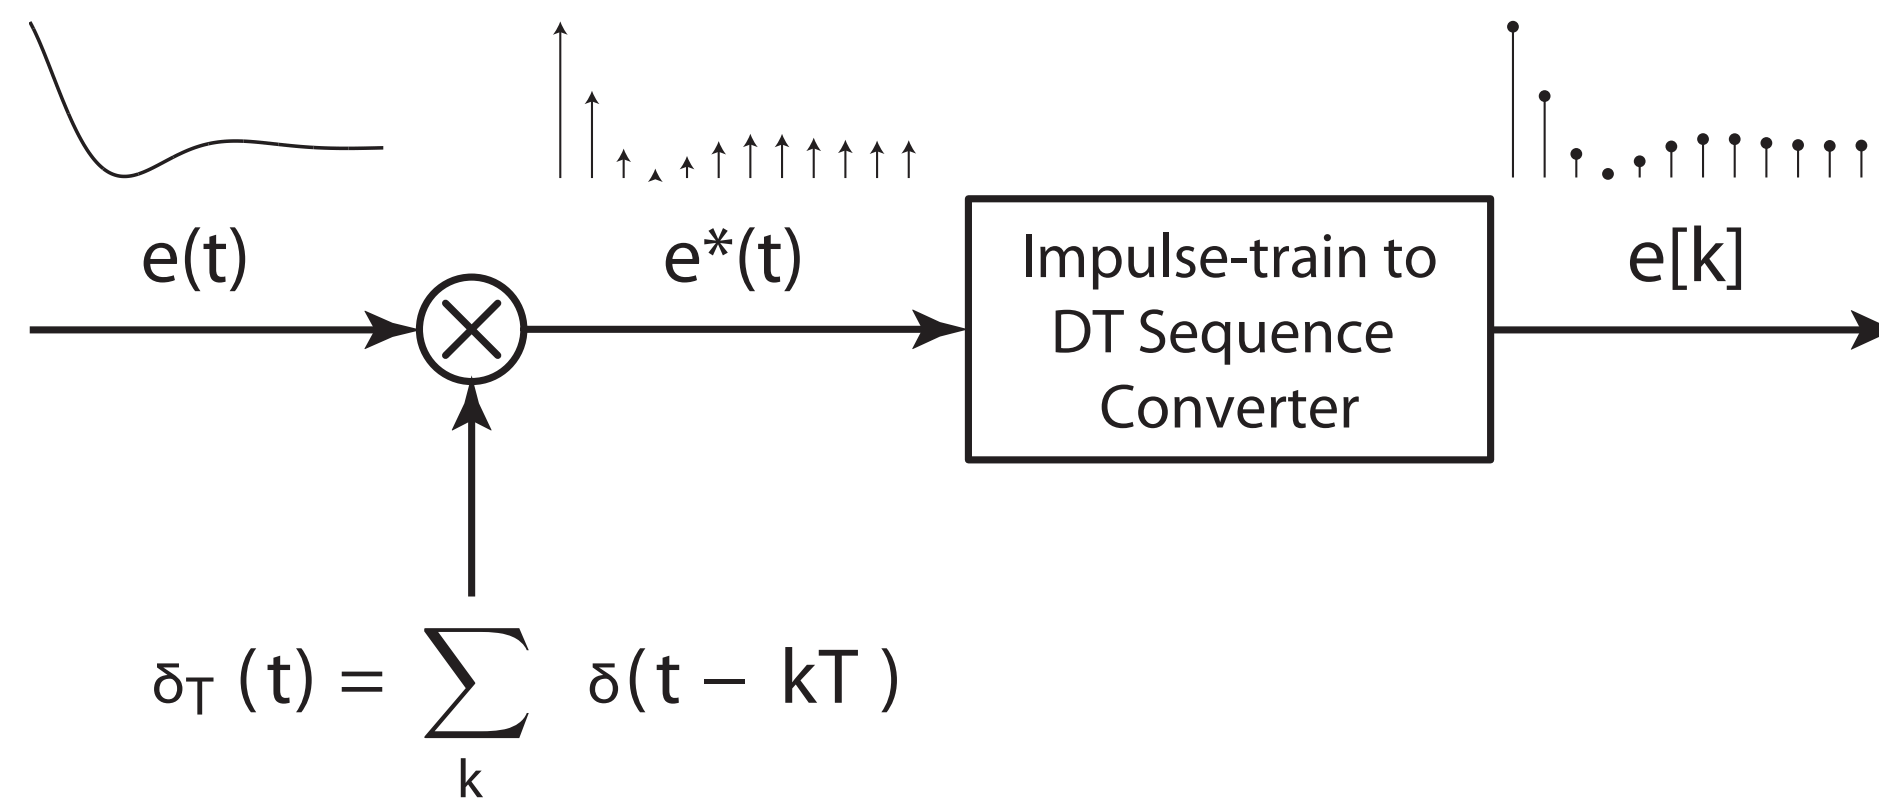 e(t)
e*(t)
Impulse-train to
DT Sequence
Converter
e[k]
δT (t) = ∑ δ(t − kT )
k